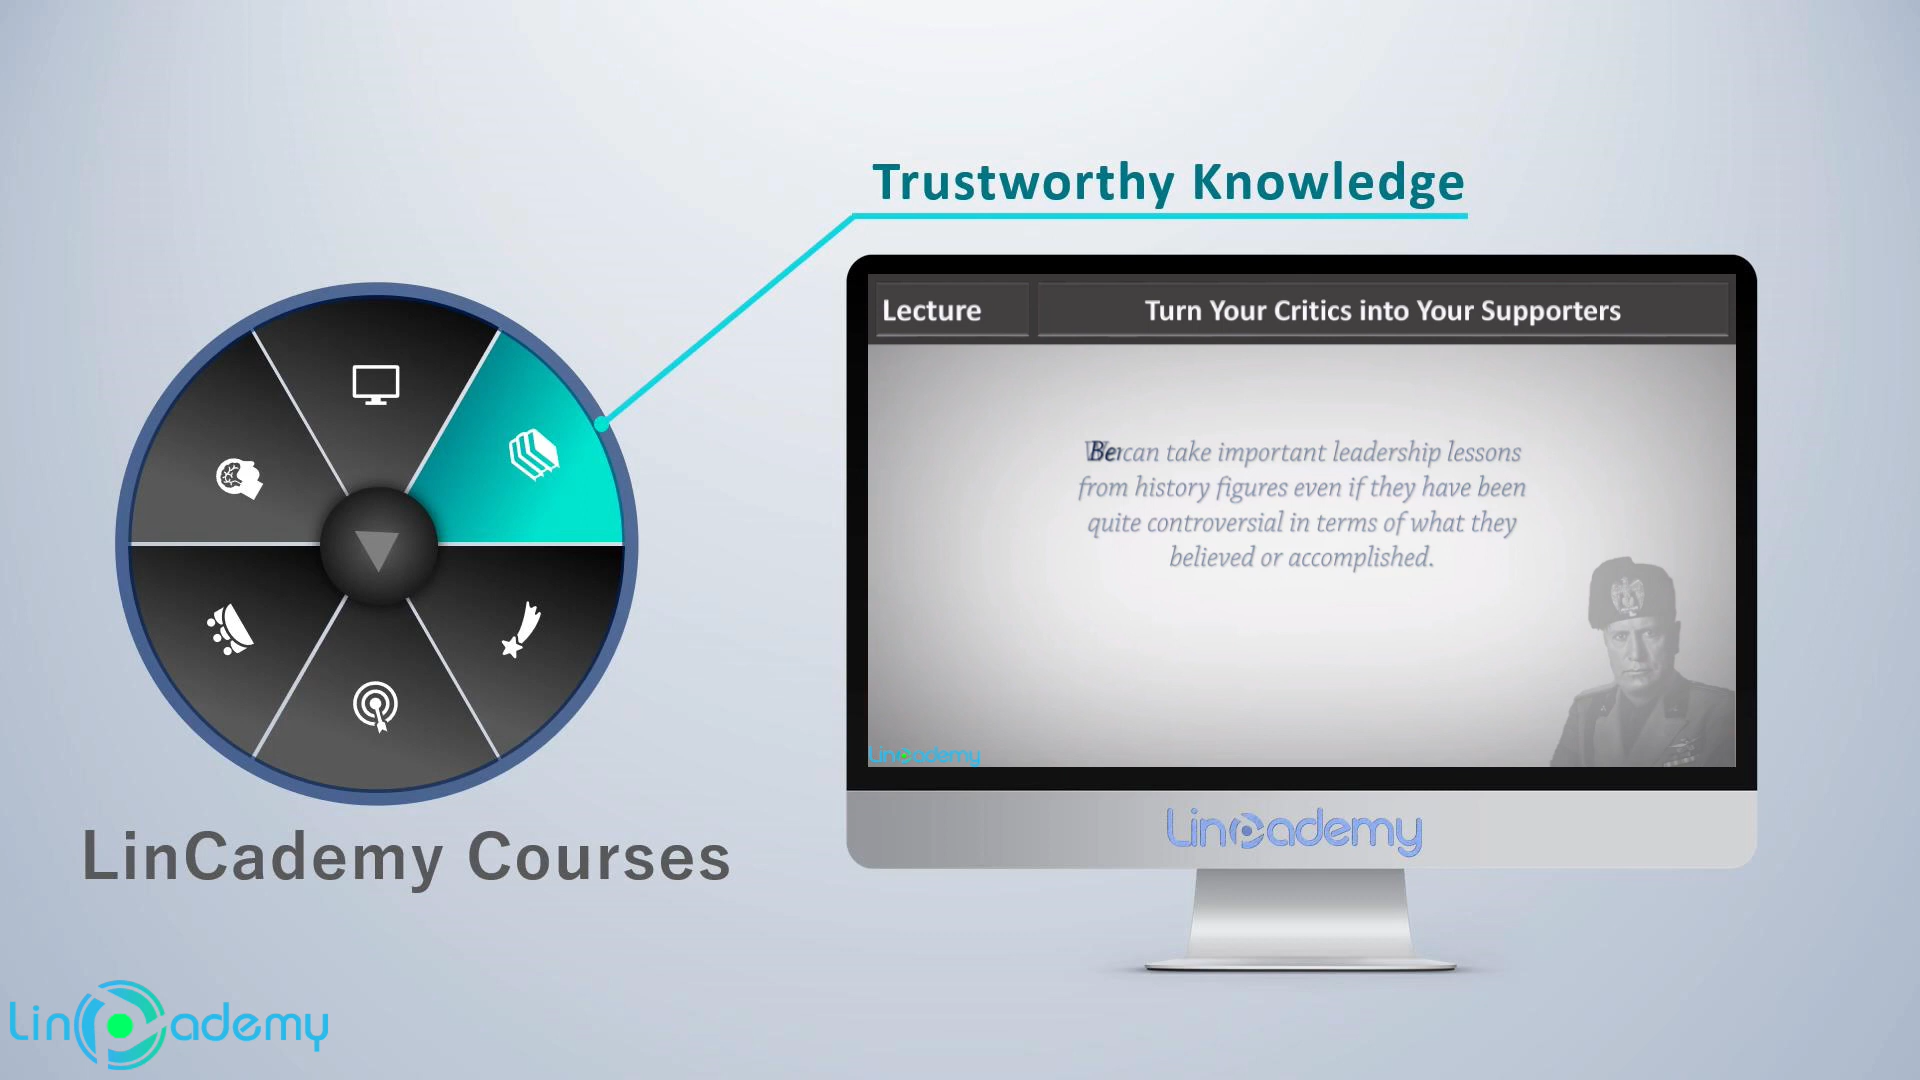 Trustworthy Knowledge
Lecture
Turn Your Critics into Your Supporters
can take important leadership lessons
from history figures even if they have been
quite controversial in terms of what they
believed or accomplished.
LinCademy
LinCademy
LinCademy Courses
LinCademy